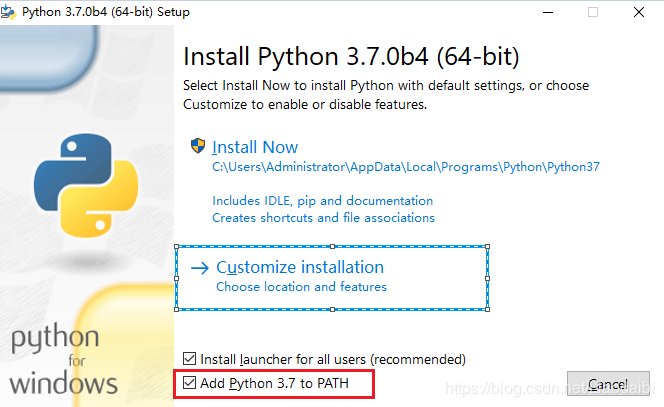 Python 3.7.0b4 (64-bit) Setup
Install Python 3.7.0b4 (64-bit)
Select Install Now to install Python with default settings, or choose
Customize to enable or disable features.
Install Now
C:\Users\Administrator\AppData\Local\Programs\Python\Python37
Includes IDLE, pip and documentation
Creates shortcuts and file associations
Customize installation
Choose location and features
python
for
windows
Install launcher for all users (recommended)
Add Python 3.7 to PATH
Cancel
https://blog.csdn.net